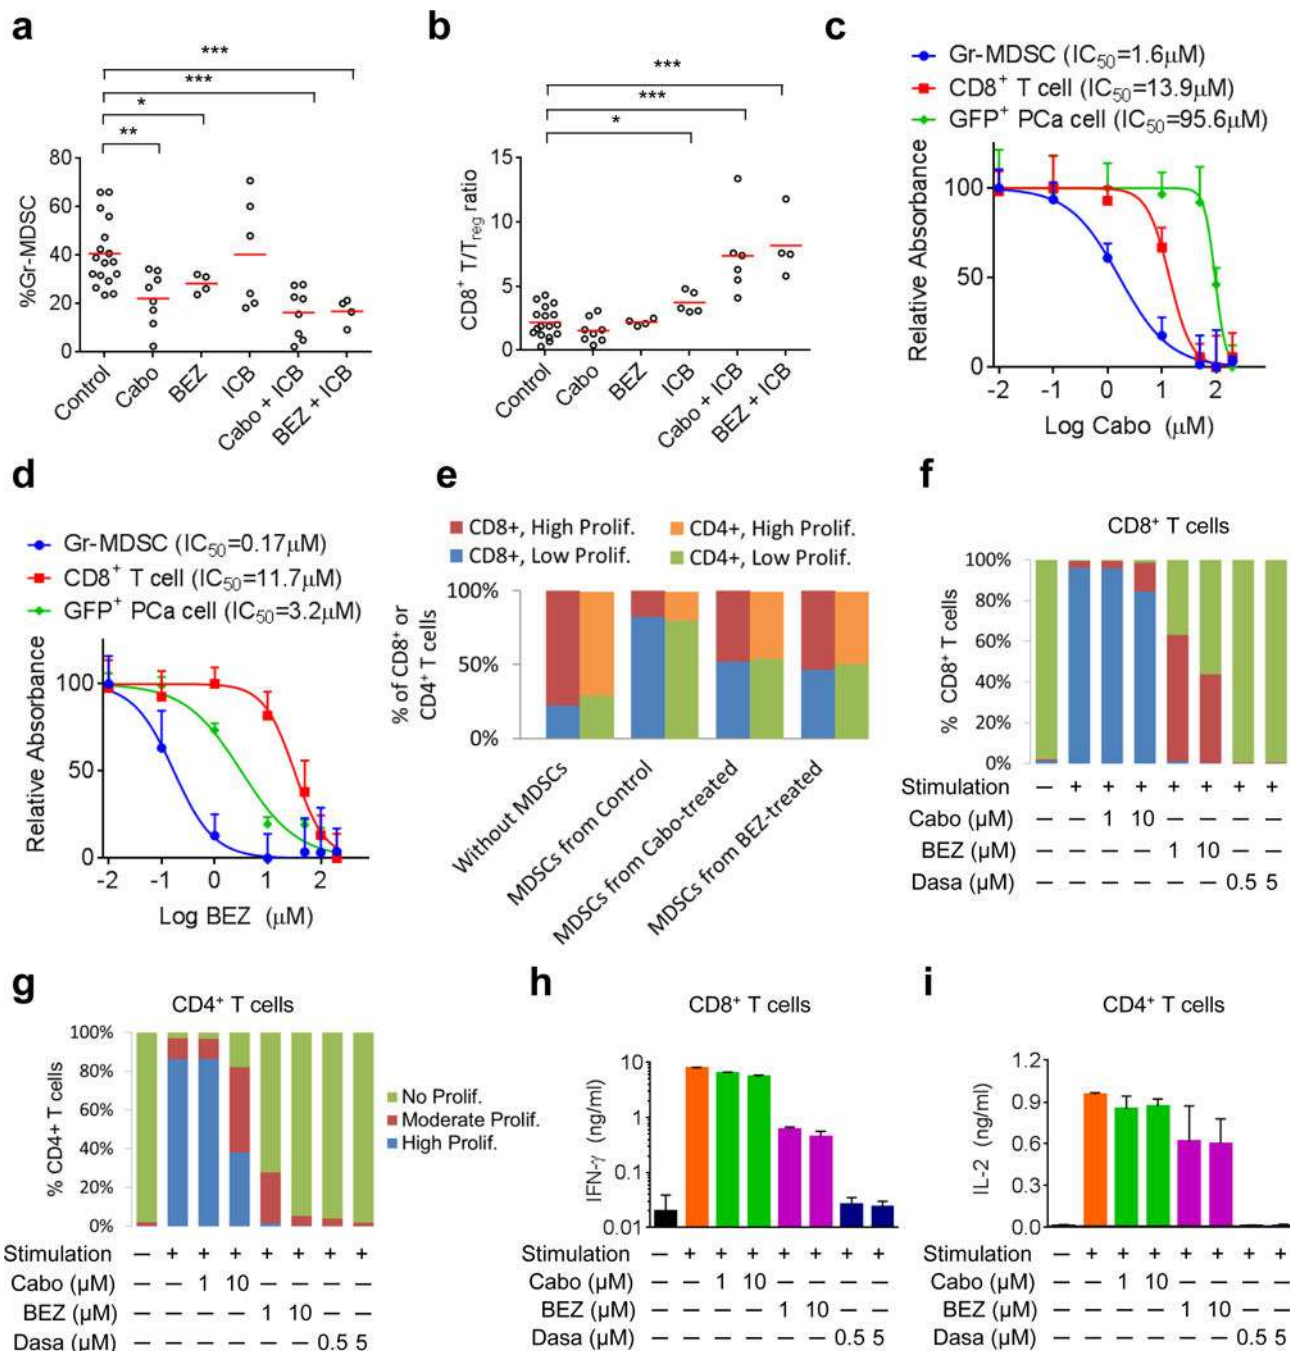 a
***
***
*
**
%Gr-MDSC
80
60
40
20
0
Control
Cabo
BEZ
ICB
Cabo + ICB
BEZ + ICB
b
***
***
*
CD8+ T/Treg ratio
15
10
5
0
Control
Cabo
BEZ
ICB
Cabo + ICB
BEZ + ICB
c
Gr-MDSC (IC50=1.6μM)
CD8+ T cell (IC50=13.9μM)
GFP+ PCa cell (IC50=95.6μM)
Relative Absorbance
100
50
0
-2 -1 0 1 2
Log Cabo (μM)
d
Gr-MDSC (IC50=0.17μM)
CD8+ T cell (IC50=11.7μM)
GFP+ PCa cell (IC50=3.2μM)
Relative Absorbance
100
50
0
-2 -1 0 1 2
Log BEZ (μM)
e
CD8+, High Prolif. CD4+, High Prolif.
CD8+, Low Prolif. CD4+, Low Prolif.
% of CD8+ or
CD4+ T cells
100%
50%
0%
Without MDSCs
MDSCs from Control
MDSCs from Cabo-treated
MDSCs from BEZ-treated
f
CD8+ T cells
% CD8+ T cells
100%
80%
60%
40%
20%
0%
Stimulation — + + + + + + +
Cabo (μM) — — 1 10 — — — —
BEZ (μM) — — — — 1 10 — —
Dasa (μM) — — — — — — 0.5 5
g
CD4+ T cells
% CD4+ T cells
100%
80%
60%
40%
20%
0%
No Prolif.
Moderate Prolif.
High Prolif.
Stimulation — + + + + + + +
Cabo (μM) — — 1 10 — — — —
BEZ (μM) — — — — 1 10 — —
Dasa (μM) — — — — — — 0.5 5
h
CD8+ T cells
IFN-γ (ng/ml)
10
1
0.1
0.01
Stimulation — + + + + + + +
Cabo (μM) — — 1 10 — — — —
BEZ (μM) — — — — 1 10 — —
Dasa (μM) — — — — — — 0.5 5
i
CD4+ T cells
IL-2 (ng/ml)
1.2
0.9
0.6
0.3
0.0
Stimulation — + + + + + + +
Cabo (μM) — — 1 10 — — — —
BEZ (μM) — — — — 1 10 — —
Dasa (μM) — — — — — — 0.5 5